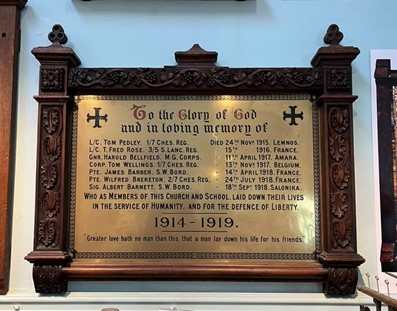 To the Glory of God
and in loving memory of
L/C. TOM PEDLEY, 1/7 CHES. REG. DIED 24TH NOV! 1915. LEMNOS.
L/C. T. FRED ROSE, 3/5 S. LANC. REG. 15TH " 1916. FRANCE.
GNR. HAROLD BELLFIELD, M.G. CORPS. 11TH APRIL 1917. AMARA.
CORP. TOM WELLINGS, 1/7 CHES. REG. 13TH NOV! 1917. BELGIUM.
PTE. JAMES BARBER, S.W. BORD. 14TH APRIL 1918. FRANCE.
PTE. WILFRED BRERETON, 2/7 CHES. REG. 24TH JULY 1918. FRANCE.
SIG. ALBERT BARNETT, S.W. BORD. 18TH SEPT 1918. SALONIKA.
WHO AS MEMBERS OF THIS CHURCH AND SCHOOL, LAID DOWN THEIR LIVES
IN THE SERVICE OF HUMANITY, AND FOR THE DEFENCE OF LIBERTY.
1914-1919.
"Greater love hath no man than this, that a man lay down his life for his friends."